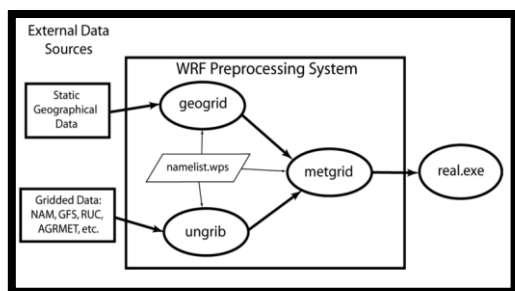 External Data
Sources
WRF Preprocessing System
Static
Geographical
Data
geogrid
namelist.wps
metgrid
real.exe
Gridded Data:
NAM, GFS, RUC,
AGRMET, etc.
ungrib